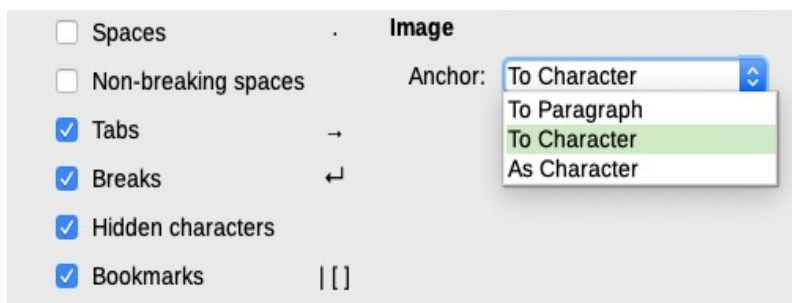 Spaces ·
Non-breaking spaces
Tabs →
Breaks ↵
Hidden characters
Bookmarks |[]
Image
Anchor: To Character
To Paragraph
To Character
As Character